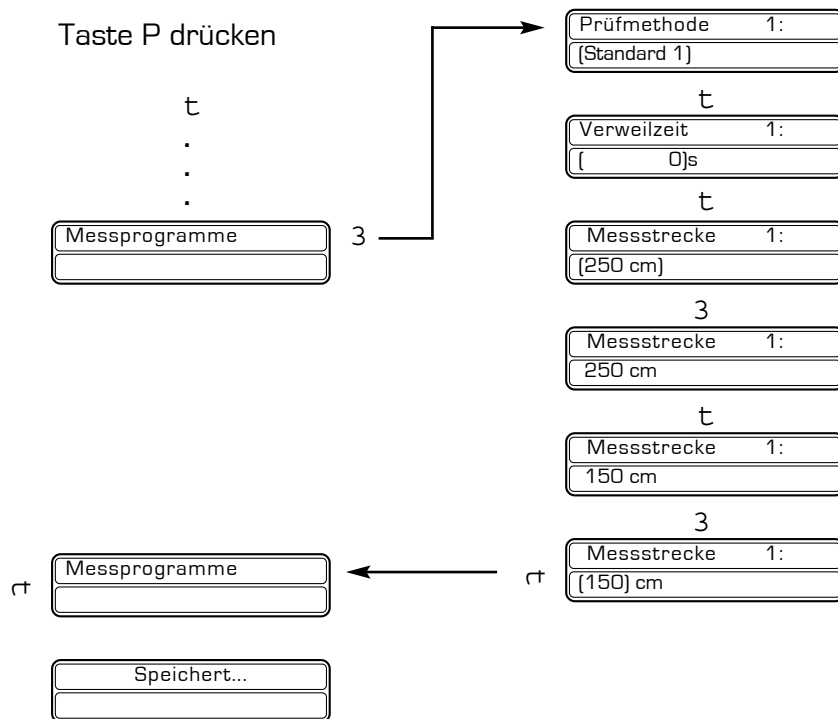 Taste P drücken
t
.
.
.
Messprogramme
3
Prüfmethode 1:
(Standard 1)
t
Verweilzeit 1:
( 0)s
t
Messstrecke 1:
(250 cm)
3
Messstrecke 1:
250 cm
t
Messstrecke 1:
150 cm
3
Messstrecke 1:
(150) cm
t
Messprogramme
t
Speichert...